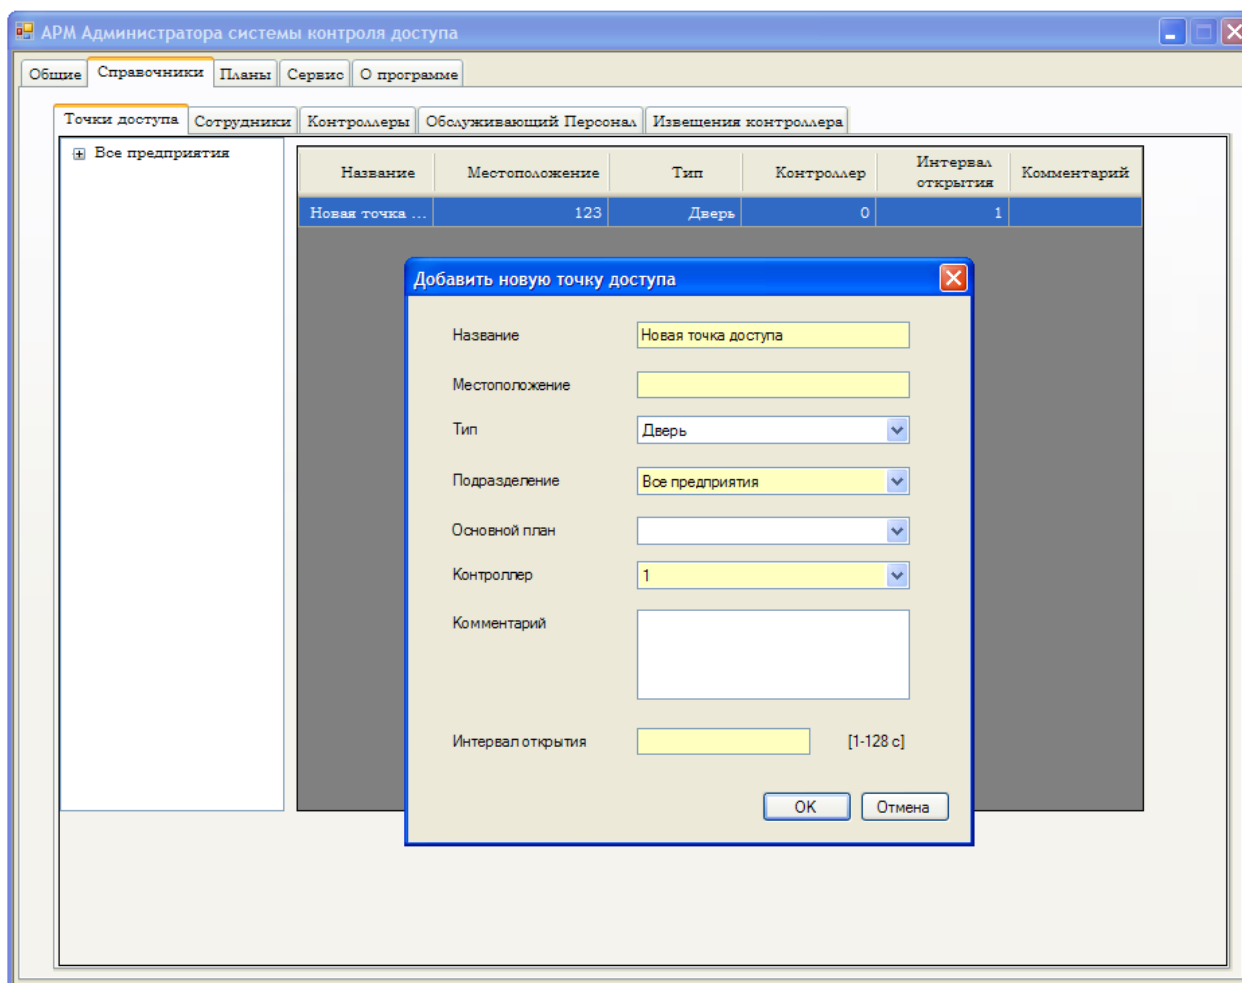 АРМ Администратора системы контроля доступа
Общие Справочники Планы Сервис О программе
Точки доступа Сотрудники Контроллеры Обслуживающий Персонал Извещения контроллера
Все предприятия
Название Местоположение Тип Контроллер Интервал открытия Комментарий
Новая точка ... 123 Дверь 0 1
Добавить новую точку доступа
Название Новая точка доступа
Местоположение
Тип Дверь
Подразделение Все предприятия
Основной план
Контроллер 1
Комментарий
Интервал открытия [1-128 с]
OK Отмена